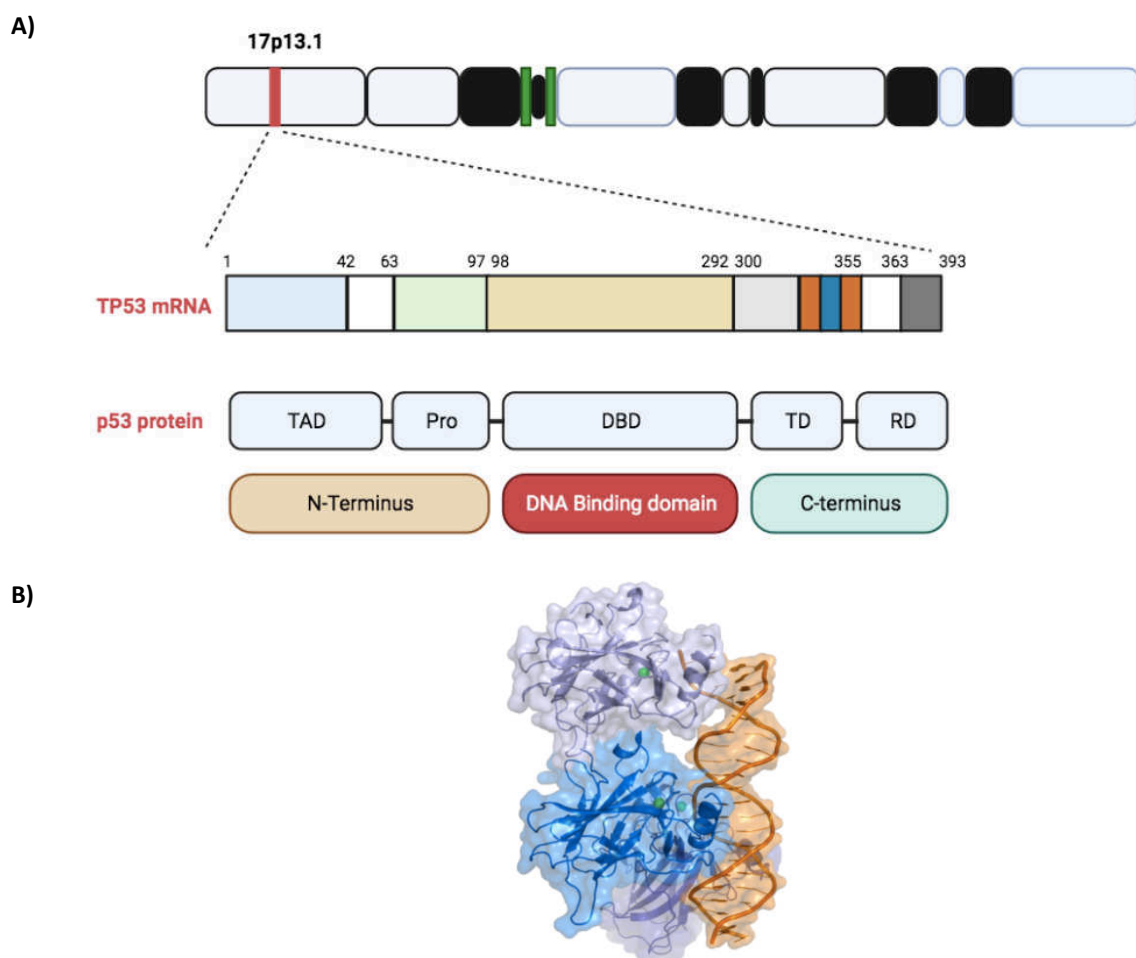 A)
17p13.1
1 42 63 97 98 292 300 355 363 393
TP53 mRNA
p53 protein TAD Pro DBD TD RD
N-Terminus DNA Binding domain C-terminus
B)